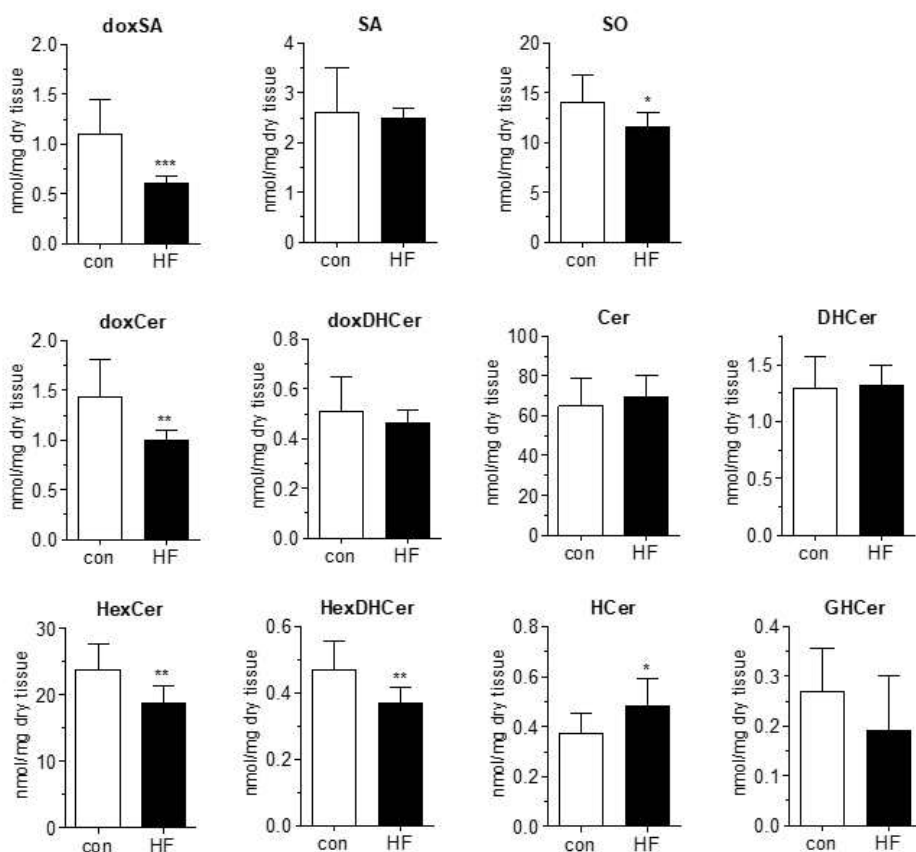 doxSA
nmol/mg dry tissue
2.0
1.5
1.0
0.5
0.0
***
con HF
SA
nmol/mg dry tissue
4
3
2
1
0
con HF
SO
nmol/mg dry tissue
20
15
10
5
0
*
con HF
doxCer
nmol/mg dry tissue
2.0
1.5
1.0
0.5
0.0
**
con HF
doxDHCer
nmol/mg dry tissue
0.8
0.6
0.4
0.2
0.0
con HF
Cer
nmol/mg dry tissue
100
80
60
40
20
0
con HF
DHCer
nmol/mg dry tissue
1.5
1.0
0.5
0.0
con HF
HexCer
nmol/mg dry tissue
30
20
10
0
**
con HF
HexDHCer
nmol/mg dry tissue
0.6
0.4
0.2
0.0
**
con HF
HCer
nmol/mg dry tissue
0.8
0.6
0.4
0.2
0.0
*
con HF
GHCer
nmol/mg dry tissue
0.4
0.3
0.2
0.1
0.0
con HF